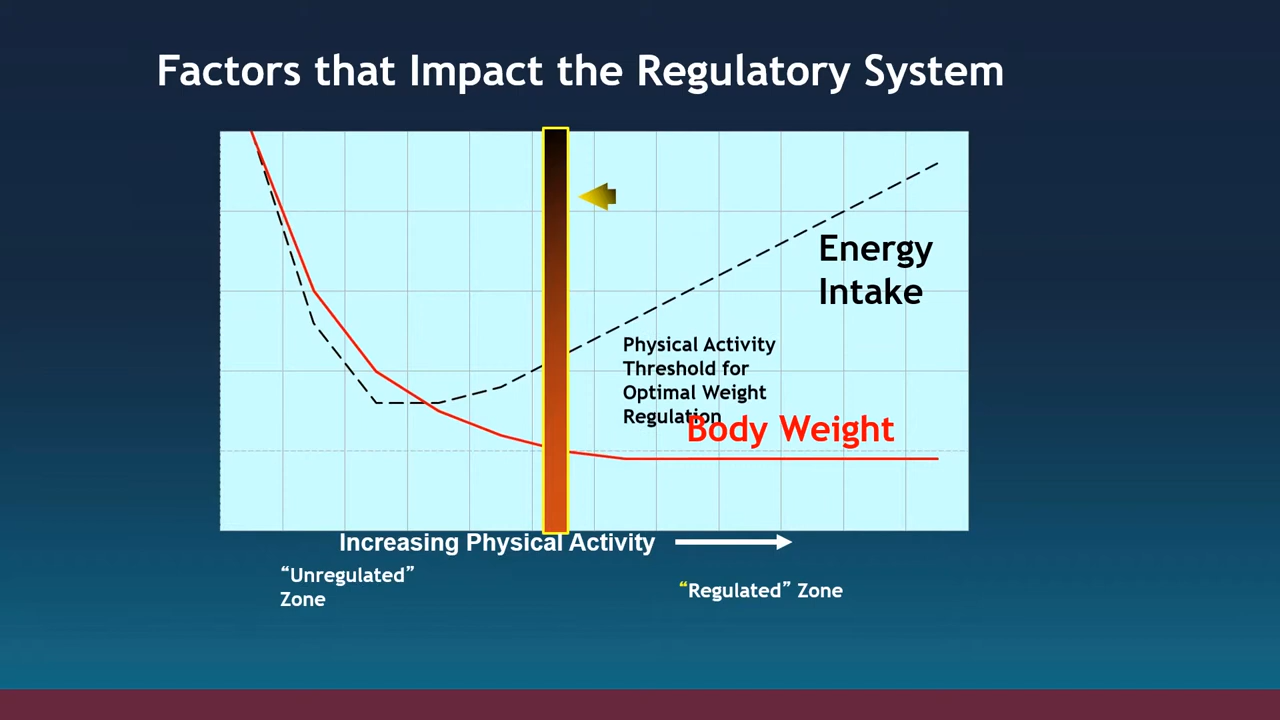 Factors that Impact the Regulatory System
Energy
Intake
Physical Activity
Threshold for
Optimal Weight
Regulation
Body Weight
Increasing Physical Activity
“Unregulated”
Zone
“Regulated” Zone